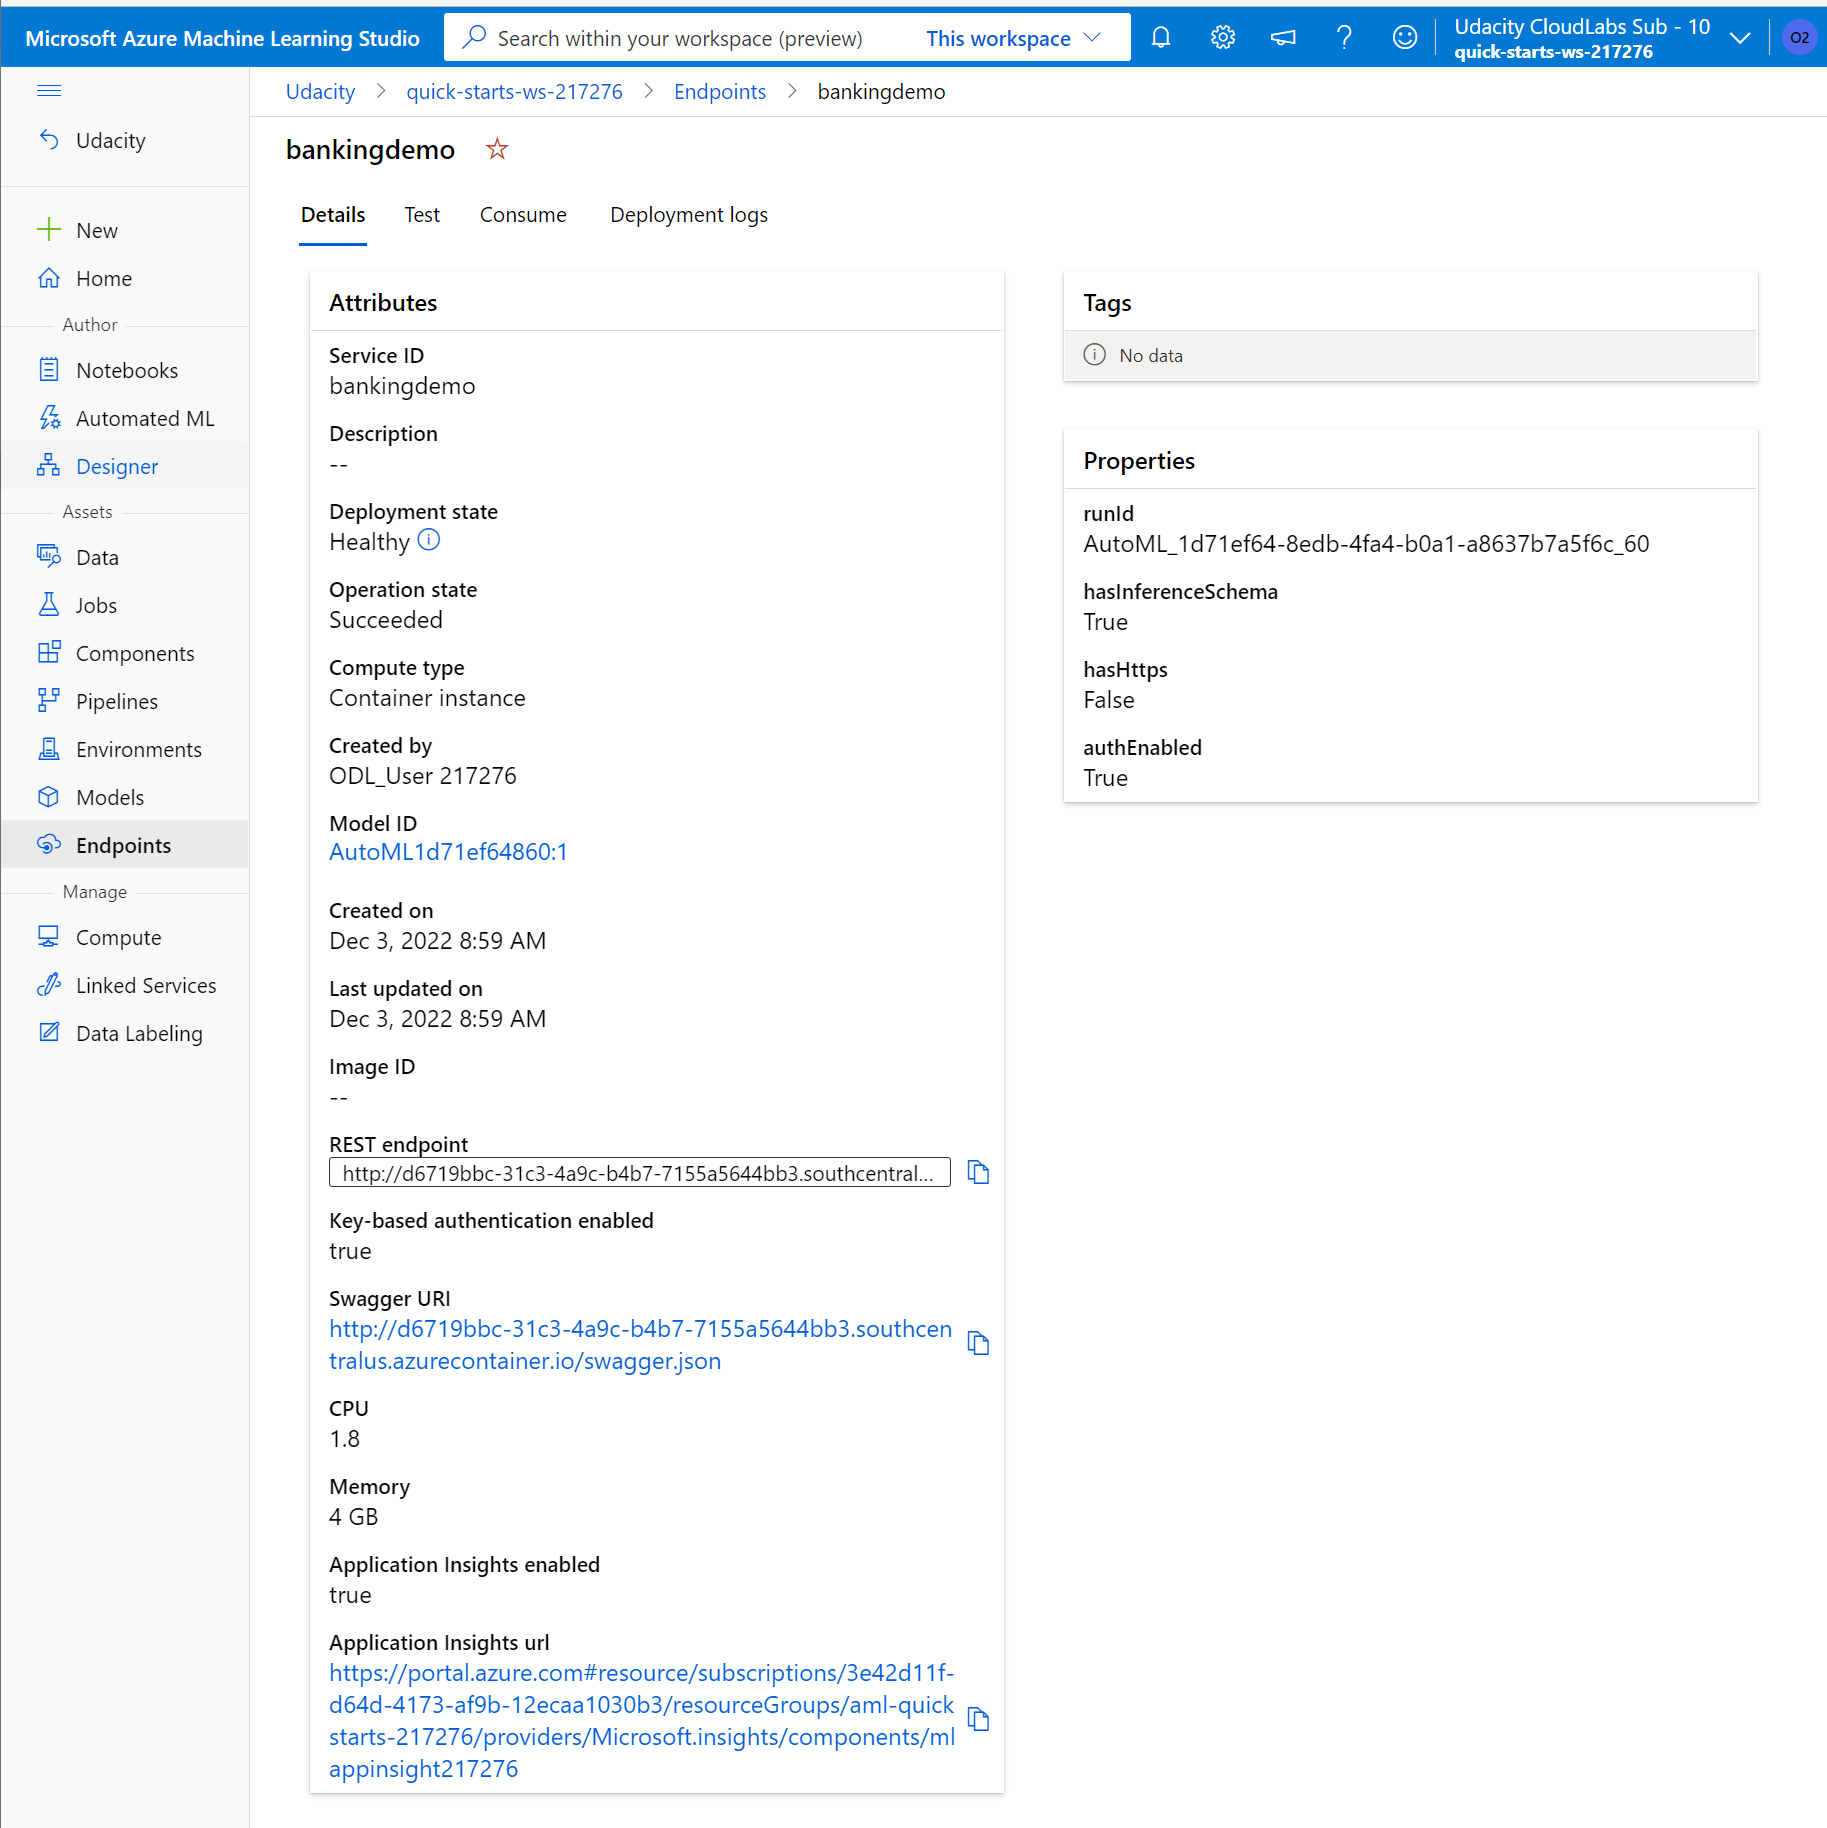 Microsoft Azure Machine Learning Studio
Search within your workspace (preview)
This workspace
Udacity CloudLabs Sub - 10
quick-starts-ws-217276
O2
Udacity
New
Home
Author
Notebooks
Automated ML
Designer
Assets
Data
Jobs
Components
Pipelines
Environments
Models
Endpoints
Manage
Compute
Linked Services
Data Labeling
Udacity > quick-starts-ws-217276 > Endpoints > bankingdemo
bankingdemo
Details Test Consume Deployment logs
Attributes
Service ID
bankingdemo
Description
--
Deployment state
Healthy
Operation state
Succeeded
Compute type
Container instance
Created by
ODL_User 217276
Model ID
AutoML1d71ef64860:1
Created on
Dec 3, 2022 8:59 AM
Last updated on
Dec 3, 2022 8:59 AM
Image ID
--
REST endpoint
http://d6719bbc-31c3-4a9c-b4b7-7155a5644bb3.southcentral...
Key-based authentication enabled
true
Swagger URI
http://d6719bbc-31c3-4a9c-b4b7-7155a5644bb3.southcen
tralus.azurecontainer.io/swagger.json
CPU
1.8
Memory
4 GB
Application Insights enabled
true
Application Insights url
https://portal.azure.com#resource/subscriptions/3e42d11f-
d64d-4173-af9b-12ecaa1030b3/resourceGroups/aml-quick
starts-217276/providers/Microsoft.insights/components/ml
appinsight217276
Tags
No data
Properties
runId
AutoML_1d71ef64-8edb-4fa4-b0a1-a8637b7a5f6c_60
hasInferenceSchema
True
hasHttps
False
authEnabled
True